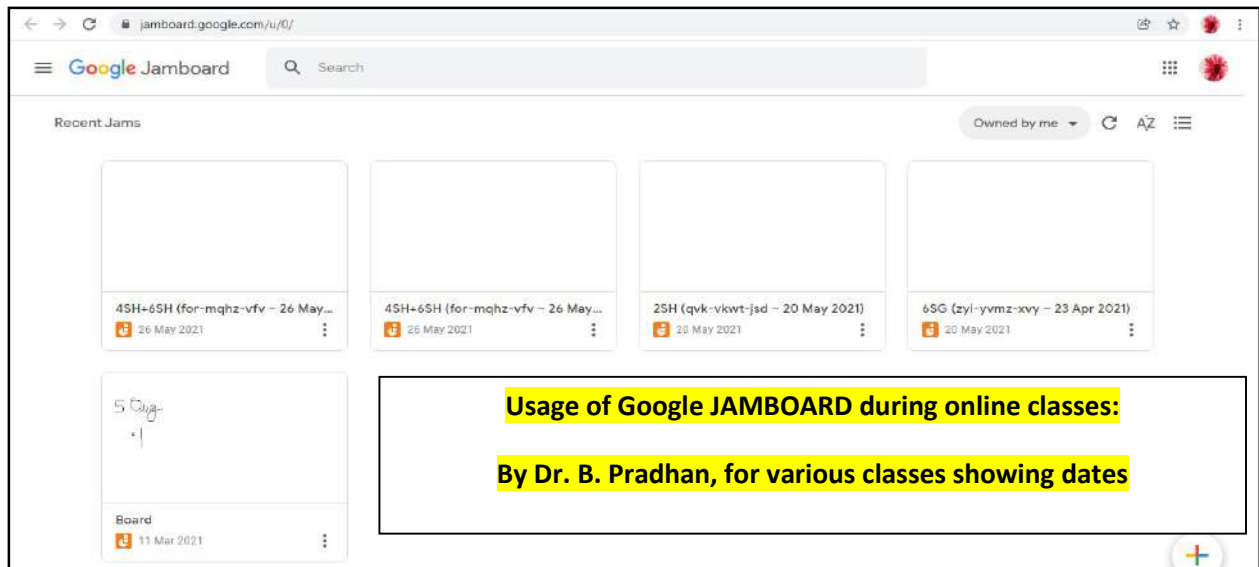 jamboard.google.com/u/0/
Google Jamboard
Search
Recent Jams
Owned by me
AZ
4SH+6SH (for-mqhz-vfv – 26 May...
26 May 2021
4SH+6SH (for-mqhz-vfv – 26 May...
26 May 2021
2SH (qvk-vkwt-jsd – 20 May 2021)
20 May 2021
6SG (zyi-yvmz-xvy – 23 Apr 2021)
20 May 2021
5
Board
11 Mar 2021
Usage of Google JAMBOARD during online classes:
By Dr. B. Pradhan, for various classes showing dates